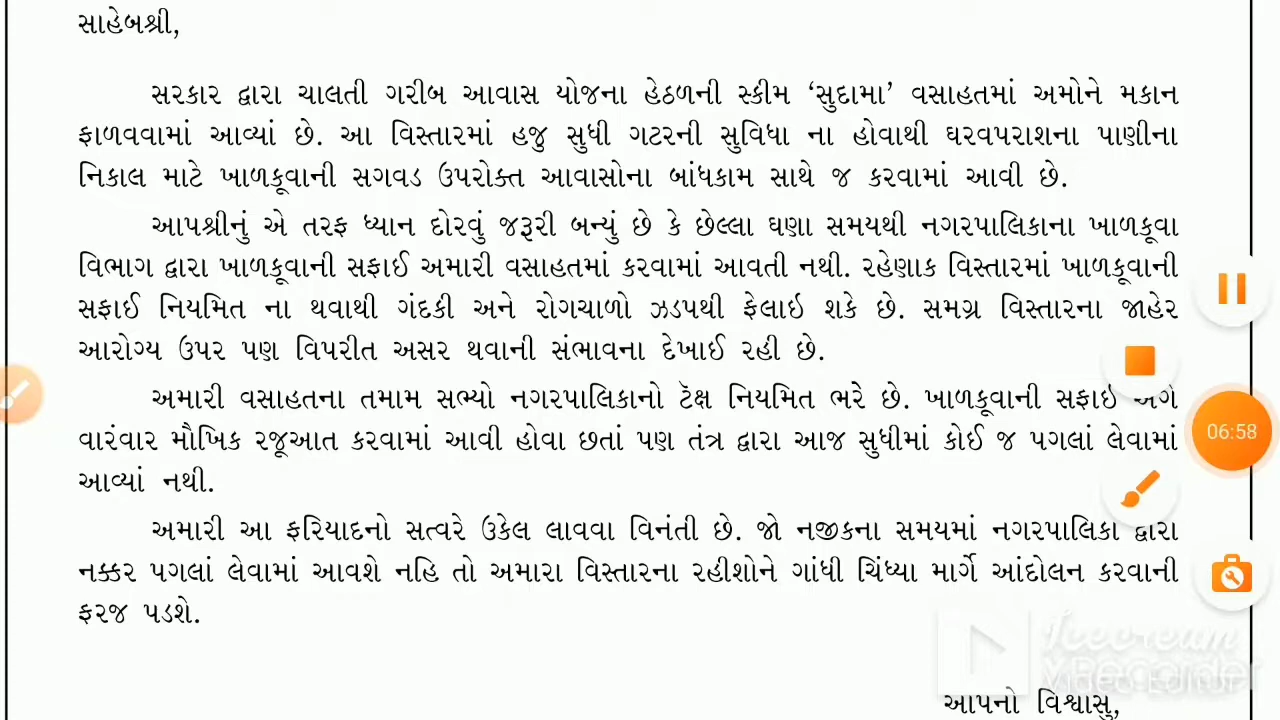 સાહેબશ્રી,
સરકાર દ્વારા ચાલતી ગરીબ આવાસ યોજના હેઠળની સ્કીમ ‘સુદામા’ વસાહતમાં અમોને મકાન
ફાળવવામાં આવ્યાં છે. આ વિસ્તારમાં હજુ સુધી ગટરની સુવિધા ના હોવાથી ઘરવપરાશના પાણીના
નિકાલ માટે ખાળકૂવાની સગવડ ઉપરોક્ત આવાસોના બાંધકામ સાથે જ કરવામાં આવી છે.
આપશ્રીનું એ તરફ ધ્યાન દોરવું જરૂરી બન્યું છે કે છેલ્લા ઘણા સમયથી નગરપાલિકાના ખાળકૂવા
વિભાગ દ્વારા ખાળકૂવાની સફાઈ અમારી વસાહતમાં કરવામાં આવતી નથી. રહેણાક વિસ્તારમાં ખાળકૂવાની
સફાઈ નિયમિત ના થવાથી ગંદકી અને રોગચાળો ઝડપથી ફેલાઇ શકે છે. સમગ્ર વિસ્તારના જાહેર
આરોગ્ય ઉપર પણ વિપરીત અસર થવાની સંભાવના દેખાઈ રહી છે.
અમારી વસાહતના તમામ સભ્યો નગરપાલિકાનો ટૅક્ષ નિયમિત ભરે છે. ખાળકૂવાની સફાઈ અંગે
વારંવાર મૌખિક રજૂઆત કરવામાં આવી હોવા છતાં પણ તંત્ર દ્વારા આજ સુધીમાં કોઈ જ પગલાં લેવામાં
06:58
આવ્યાં નથી.
અમારી આ ફરિયાદનો સત્વરે ઉકેલ લાવવા વિનંતી છે. જો નજીકના સમયમાં નગરપાલિકા દ્વારા
નક્કર પગલાં લેવામાં આવશે નહિ તો અમારા વિસ્તારના રહીશોને ગાંધી ચિંધ્યા માર્ગે આંદોલન કરવાની
ફરજ પડશે.
આપનો વિશ્વાસુ,